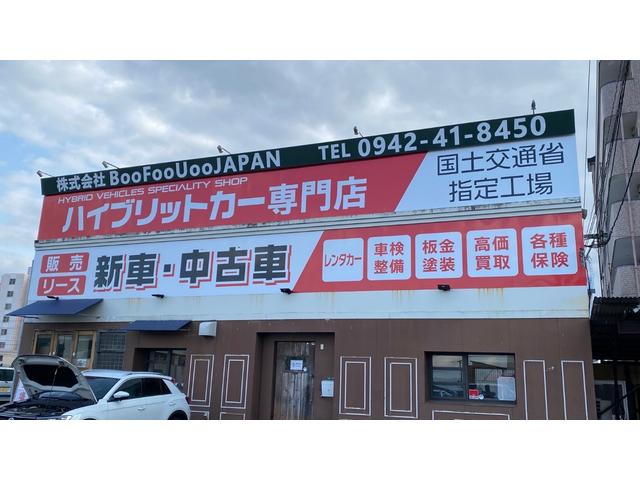 株式会社 BooFooUooJAPAN TEL 0942-41-8450
HYBRID VEHICLES SPECIALITY SHOP
ハイブリットカー専門店
国土交通省
指定工場
販売
リース
新車・中古車
レンタカー
車検
整備
板金
塗装
高価
買取
各種
保険